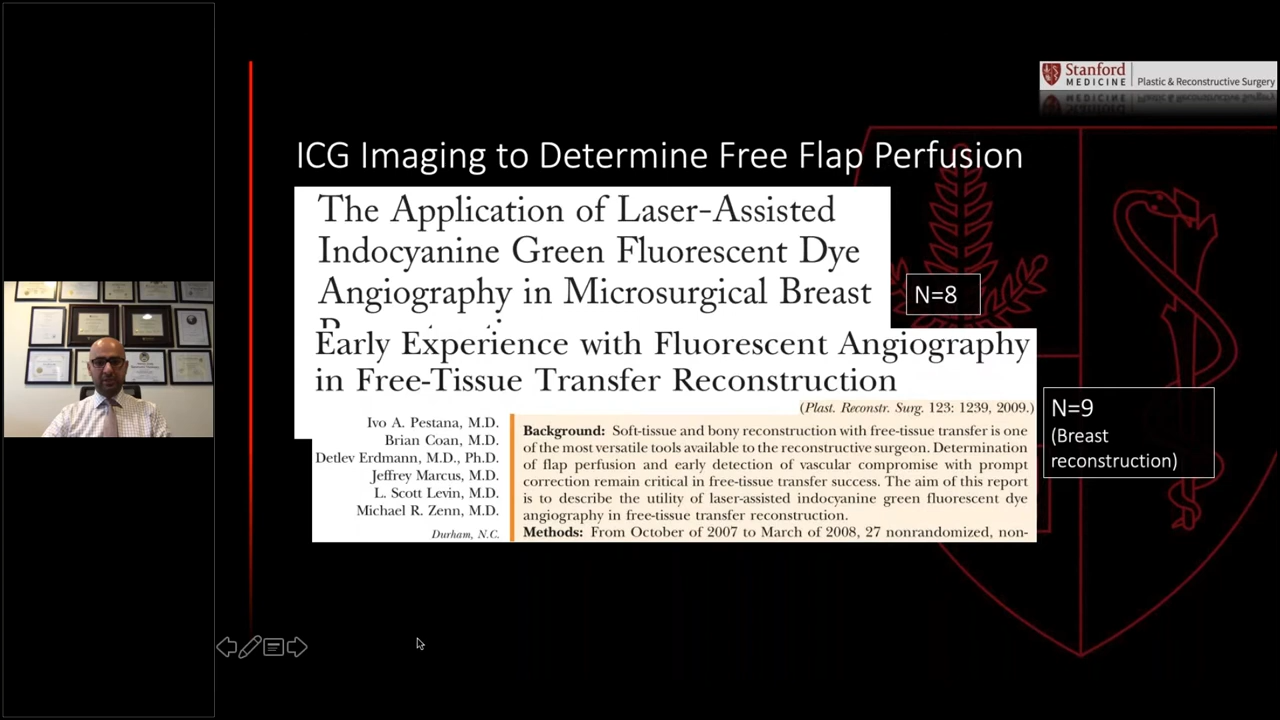 Stanford
MEDICINE
Plastic & Reconstructive Surgery
ICG Imaging to Determine Free Flap Perfusion
The Application of Laser-Assisted
Indocyanine Green Fluorescent Dye
Angiography in Microsurgical Breast
N=8
Early Experience with Fluorescent Angiography
in Free-Tissue Transfer Reconstruction
(Plast. Reconstr. Surg. 123: 1239, 2009.)
N=9
(Breast
reconstruction)
Ivo A. Pestana, M.D.
Brian Coan, M.D.
Detlev Erdmann, M.D., Ph.D.
Jeffrey Marcus, M.D.
L. Scott Levin, M.D.
Michael R. Zenn, M.D.
Durham, N.C.
Background: Soft-tissue and bony reconstruction with free-tissue transfer is one
of the most versatile tools available to the reconstructive surgeon. Determination
of flap perfusion and early detection of vascular compromise with prompt
correction remain critical in free-tissue transfer success. The aim of this report
is to describe the utility of laser-assisted indocyanine green fluorescent dye
angiography in free-tissue transfer reconstruction.
Methods: From October of 2007 to March of 2008, 27 nonrandomized, non-